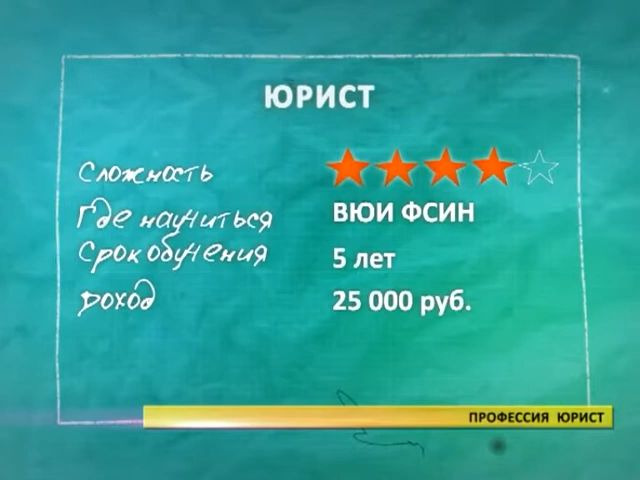 ЮРИСТ
Сложность ★★★★☆
Где научиться ВЮИ ФСИН
Срок обучения 5 лет
Доход 25 000 руб.
ПРОФЕССИЯ ЮРИСТ